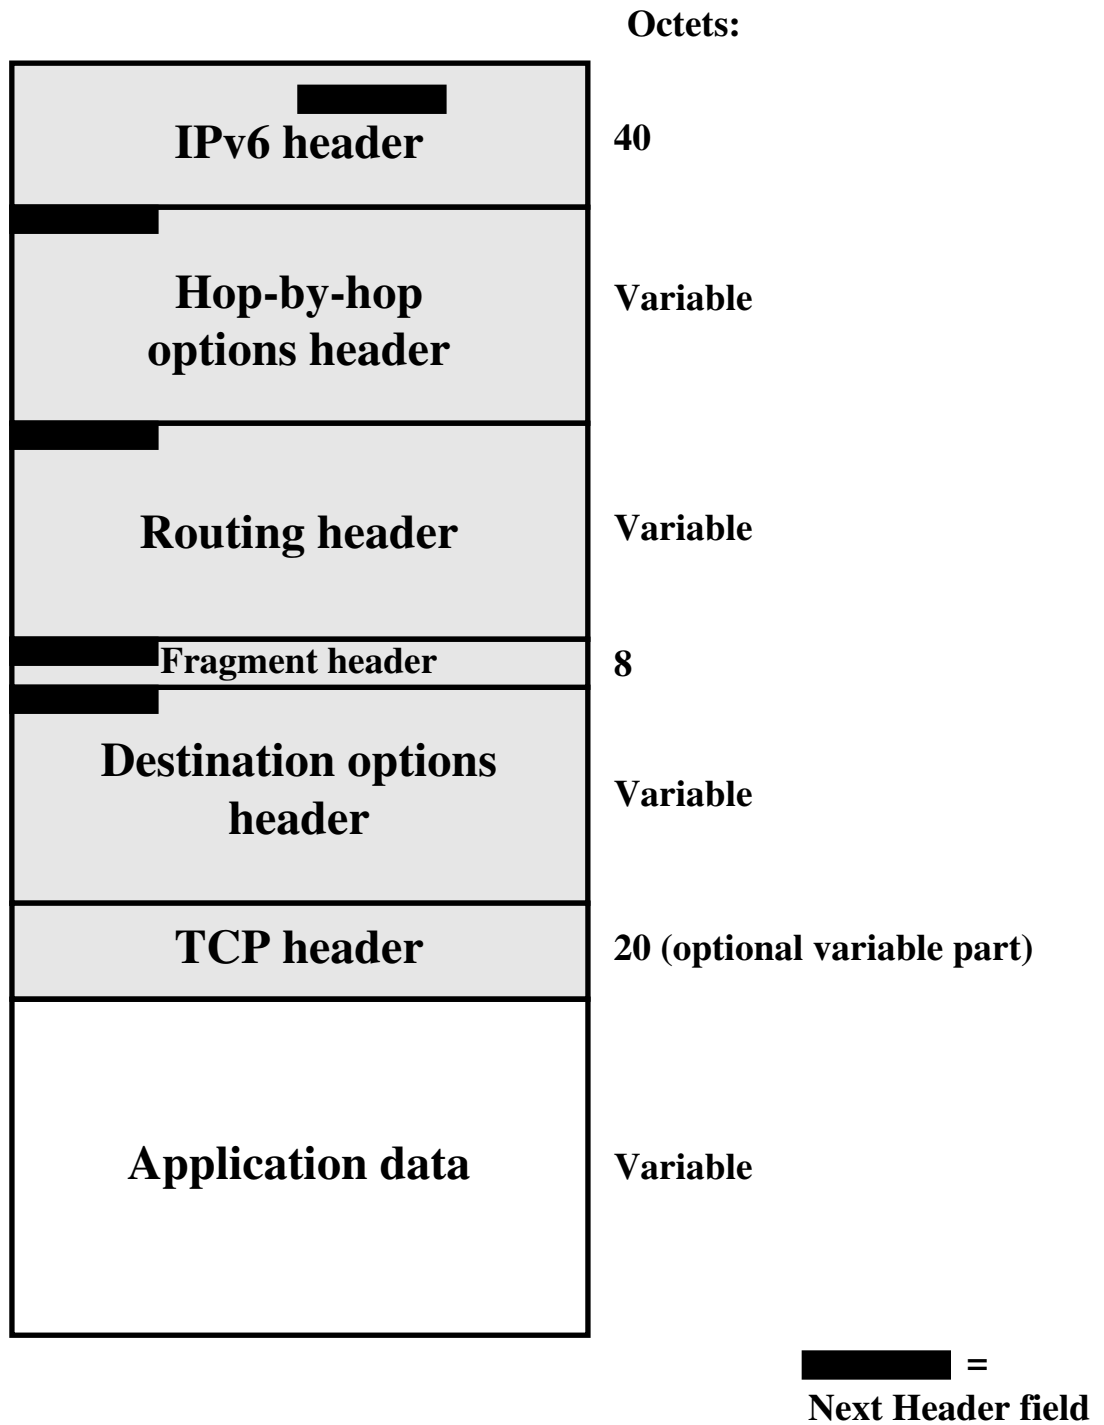 Octets:
IPv6 header
40
Hop-by-hop
options header
Variable
Routing header
Variable
Fragment header
8
Destination options
header
Variable
TCP header
20 (optional variable part)
Application data
Variable
=
Next Header field